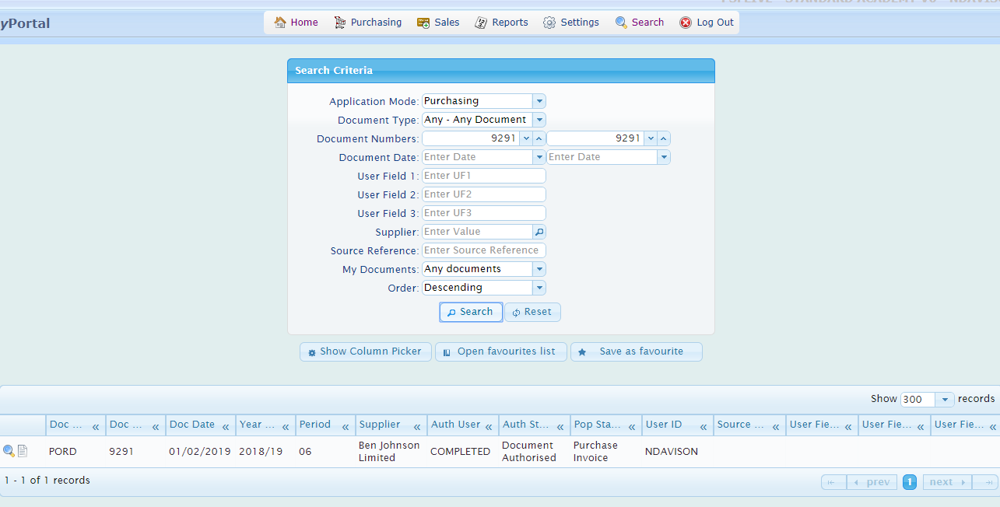 yPortal
Home Purchasing Sales Reports Settings Search Log Out
Search Criteria
Application Mode: Purchasing
Document Type: Any - Any Document
Document Numbers: 9291 9291
Document Date: Enter Date Enter Date
User Field 1: Enter UF1
User Field 2: Enter UF2
User Field 3: Enter UF3
Supplier: Enter Value
Source Reference: Enter Source Reference
My Documents: Any documents
Order: Descending
Search Reset
Show Column Picker Open favourites list Save as favourite
Show 300 records
Doc ... « Doc ... « Doc Date « Year ... « Period « Supplier « Auth User « Auth St... « Pop Sta... « User ID « Source ... « User Fie... « User Fie... « User Fie... «
PORD 9291 01/02/2019 2018/19 06 Ben Johnson Limited COMPLETED Document Authorised Purchase Invoice NDAVISON
1 - 1 of 1 records
prev 1 next